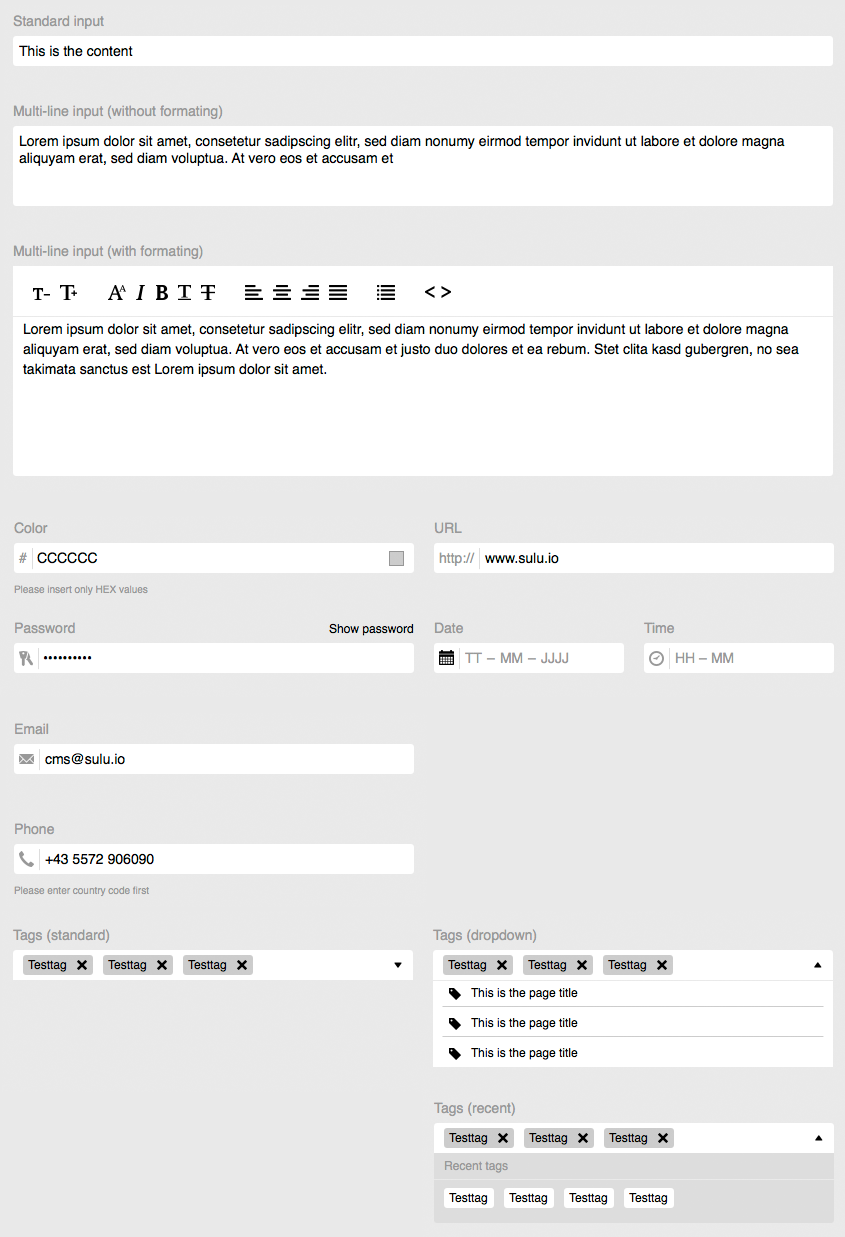 Standard input
This is the content
Multi-line input (without formating)
Lorem ipsum dolor sit amet, consetetur sadipscing elitr, sed diam nonumy eirmod tempor invidunt ut labore et dolore magna
aliquyam erat, sed diam voluptua. At vero eos et accusam et
Multi-line input (with formating)
T– T+ AA I B T T < >
Lorem ipsum dolor sit amet, consetetur sadipscing elitr, sed diam nonumy eirmod tempor invidunt ut labore et dolore magna
aliquyam erat, sed diam voluptua. At vero eos et accusam et justo duo dolores et ea rebum. Stet clita kasd gubergren, no sea
takimata sanctus est Lorem ipsum dolor sit amet.
Color
# CCCCCC
Please insert only HEX values
URL
http:// www.sulu.io
Password Show password
••••••••••
Date
TT – MM – JJJJ
Time
HH – MM
Email
cms@sulu.io
Phone
+43 5572 906090
Please enter country code first
Tags (standard)
Testtag Testtag Testtag
Tags (dropdown)
Testtag Testtag Testtag
This is the page title
This is the page title
This is the page title
Tags (recent)
Testtag Testtag Testtag
Recent tags
Testtag Testtag Testtag Testtag